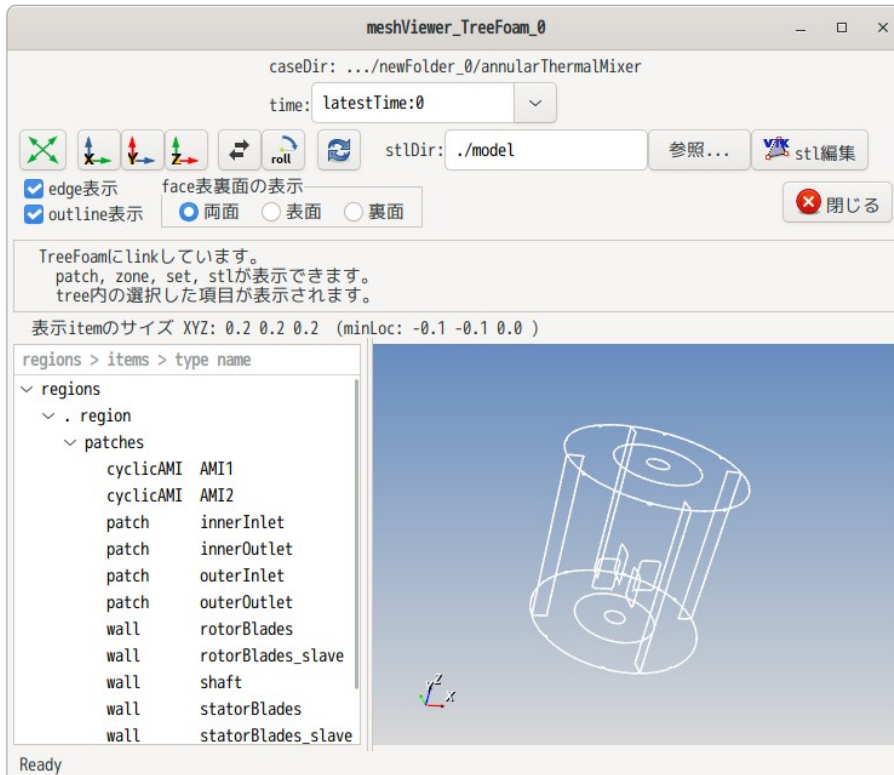 meshViewer_TreeFoam_0
caseDir: .../newFolder_0/annularThermalMixer
time: latestTime:0
X Y Z roll stlDir: ./model 参照... VTK stl編集
edge表示 face表裏面の表示
outline表示 両面 表面 裏面 閉じる
TreeFoamにlinkしています。
patch, zone, set, stlが表示できます。
tree内の選択した項目が表示されます。
表示itemのサイズ XYZ: 0.2 0.2 0.2 (minLoc: -0.1 -0.1 0.0 )
regions > items > type name
regions
. region
patches
cyclicAMI AMI1
cyclicAMI AMI2
patch innerInlet
patch innerOutlet
patch outerInlet
patch outerOutlet
wall rotorBlades
wall rotorBlades_slave
wall shaft
wall statorBlades
wall statorBlades_slave
Y Z X
Ready